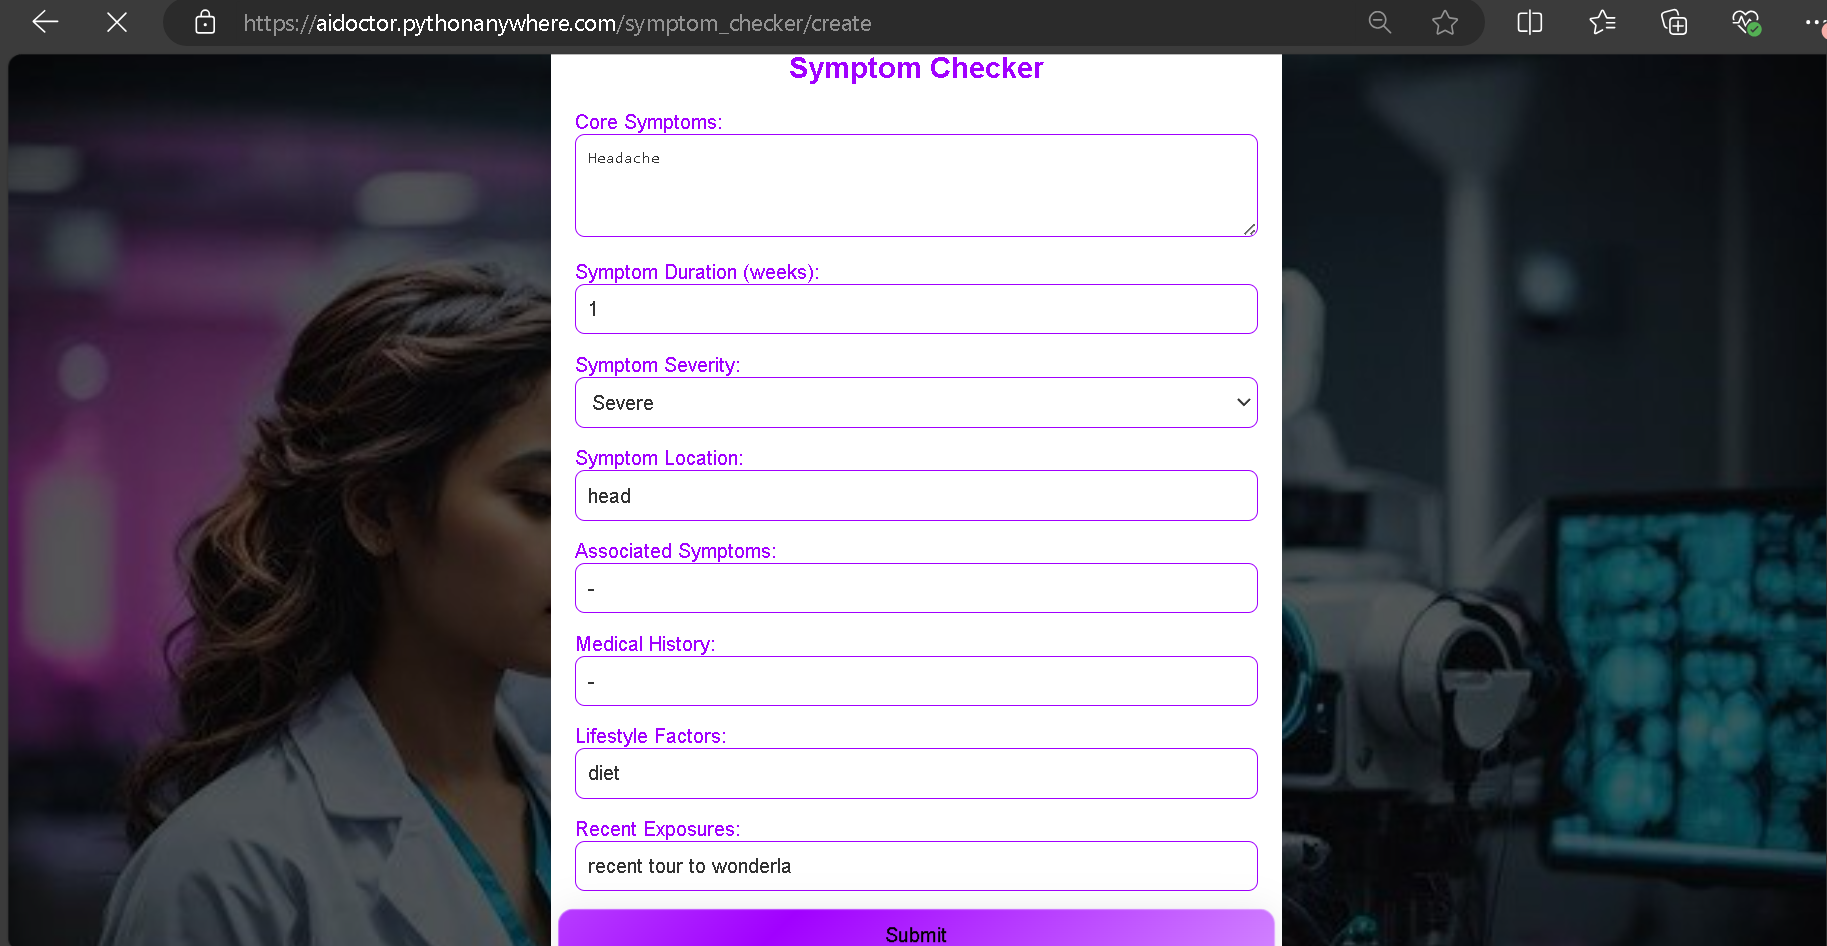 https://aidoctor.pythonanywhere.com/symptom_checker/create
Symptom Checker
Core Symptoms:
Headache
Symptom Duration (weeks):
1
Symptom Severity:
Severe
Symptom Location:
head
Associated Symptoms:
-
Medical History:
-
Lifestyle Factors:
diet
Recent Exposures:
recent tour to wonderla
Submit